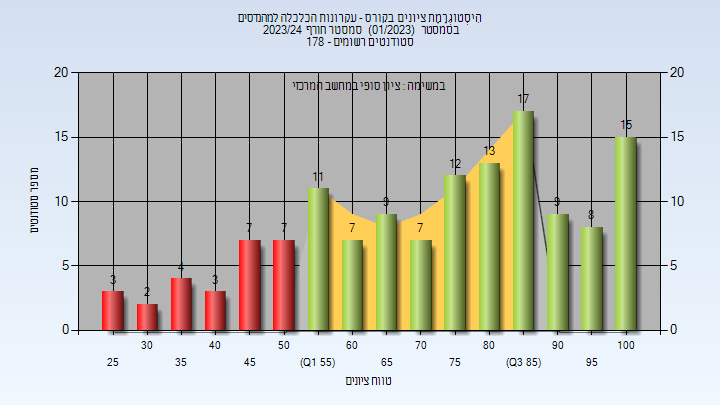 היסטוגרמת ציונים בקורס - עקרונות הכלכלה למהנדסים
בסמסטר (01/2023) סמסטר חורף 2023/24
סטודנטים רשומים - 178
במשימה : ציון סופי במחשב המרכזי
מספר סטודנטים
20 20
15 15
10 10
5 5
0 0
3 2 4 3 7 7 11 7 9 7 12 13 17 9 8 15
30 40 50 60 70 80 90 100
25 35 45 (Q1 55) 65 75 (Q3 85) 95
טווח ציונים